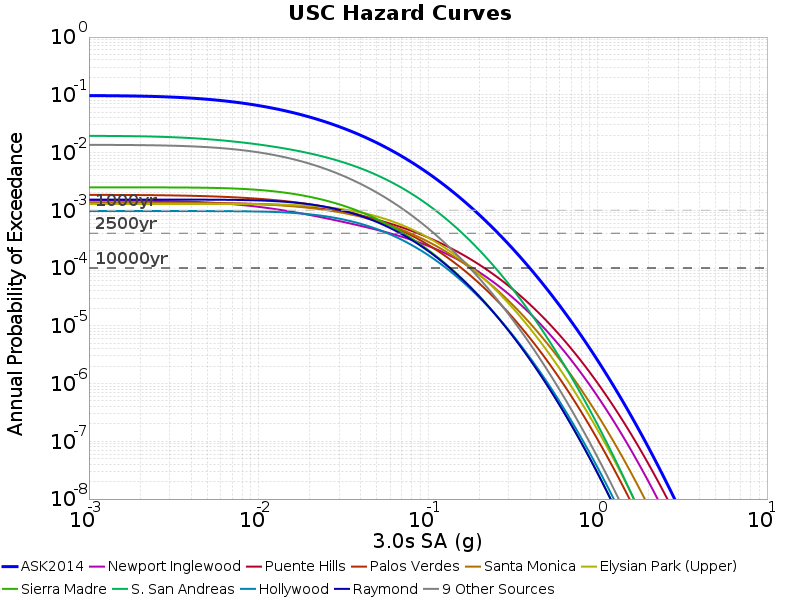 USC Hazard Curves
Annual Probability of Exceedance
10^0
10^-1
10^-2
10^-3
10^-4
10^-5
10^-6
10^-7
10^-8
1000yr
2500yr
10000yr
10^-3 10^-2 10^-1 10^0 10^1
3.0s SA (g)
ASK2014 Newport Inglewood Puente Hills Palos Verdes Santa Monica Elysian Park (Upper)
Sierra Madre S. San Andreas Hollywood Raymond 9 Other Sources